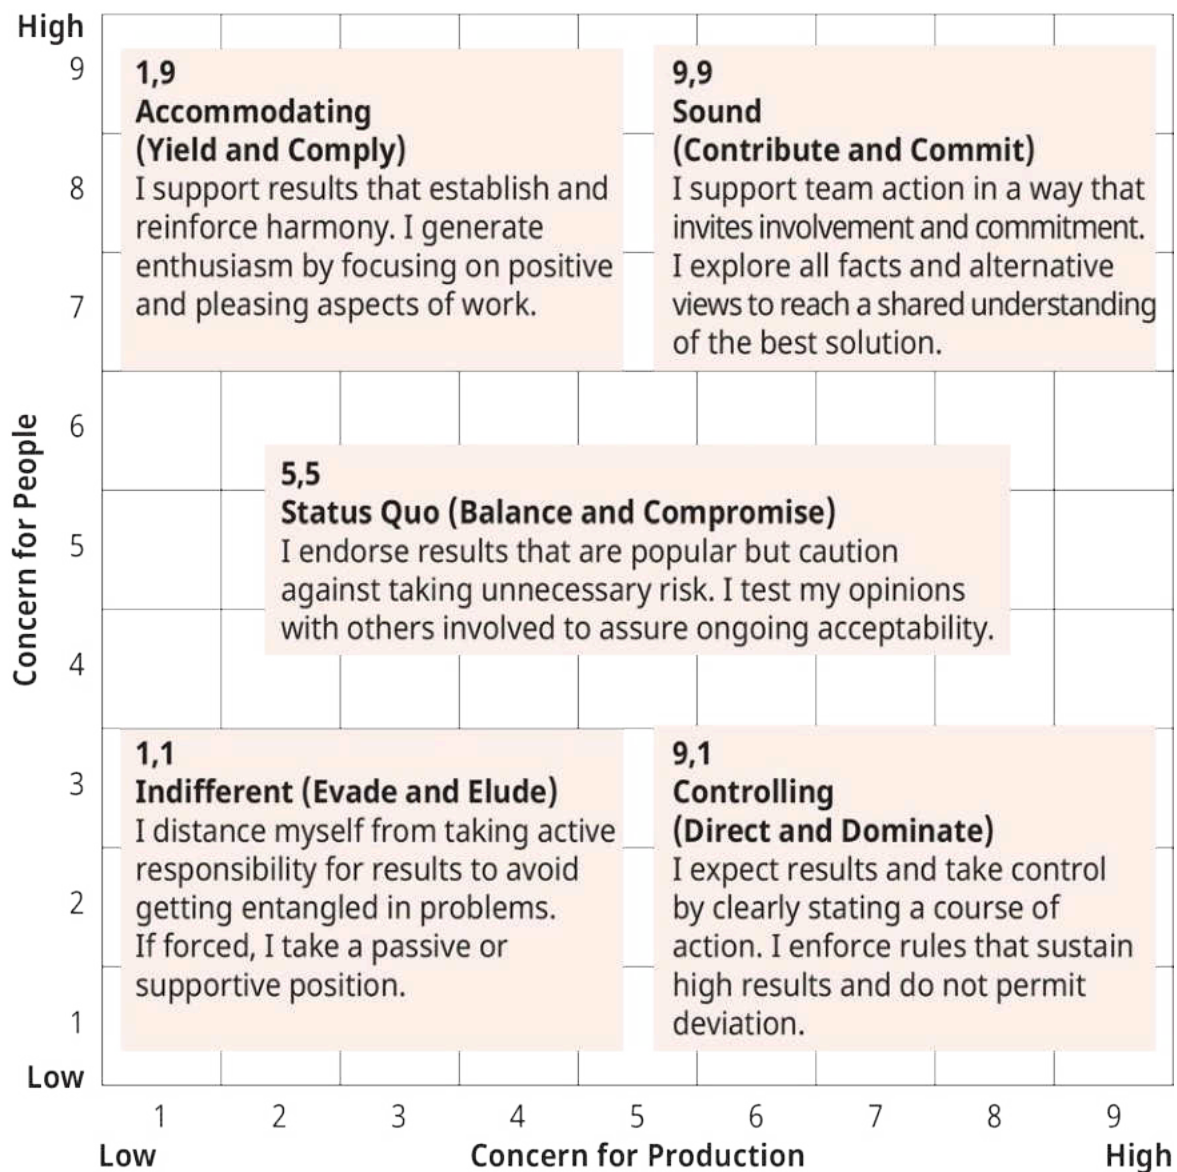 High
9
8
7
6
5
4
3
2
1
Low
Concern for People
1,9
Accommodating
(Yield and Comply)
I support results that establish and
reinforce harmony. I generate
enthusiasm by focusing on positive
and pleasing aspects of work.
9,9
Sound
(Contribute and Commit)
I support team action in a way that
invites involvement and commitment.
I explore all facts and alternative
views to reach a shared understanding
of the best solution.
5,5
Status Quo (Balance and Compromise)
I endorse results that are popular but caution
against taking unnecessary risk. I test my opinions
with others involved to assure ongoing acceptability.
1,1
Indifferent (Evade and Elude)
I distance myself from taking active
responsibility for results to avoid
getting entangled in problems.
If forced, I take a passive or
supportive position.
9,1
Controlling
(Direct and Dominate)
I expect results and take control
by clearly stating a course of
action. I enforce rules that sustain
high results and do not permit
deviation.
1 2 3 4 5 6 7 8 9
Low Concern for Production High